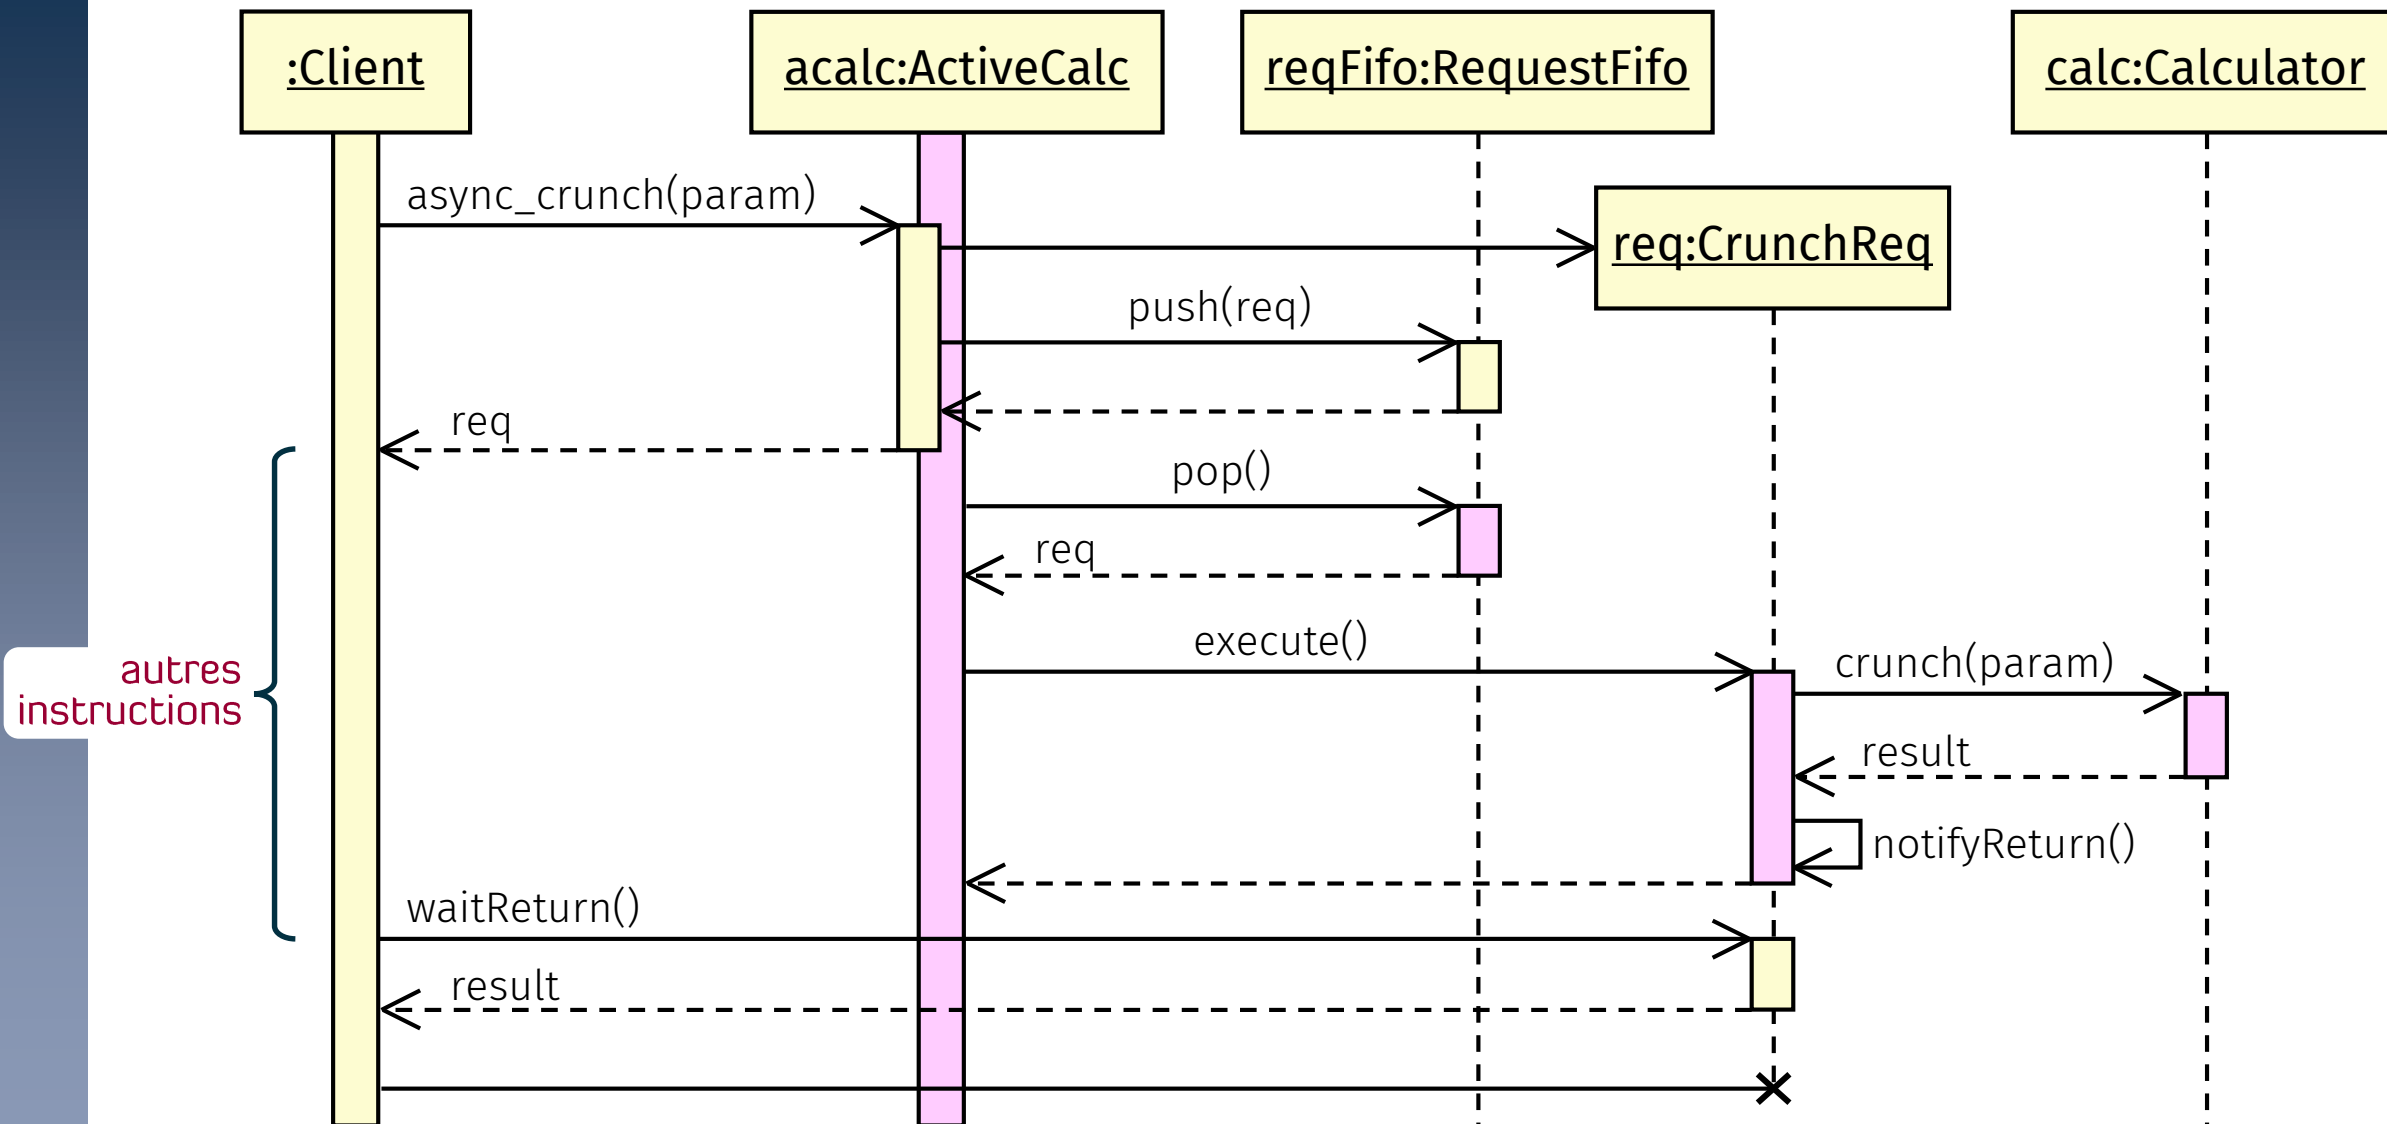 :Client
acalc:ActiveCalc
reqFifo:RequestFifo
calc:Calculator
async_crunch(param)
req:CrunchReq
push(req)
req
pop()
req
execute()
crunch(param)
autres
instructions
result
notifyReturn()
waitReturn()
result